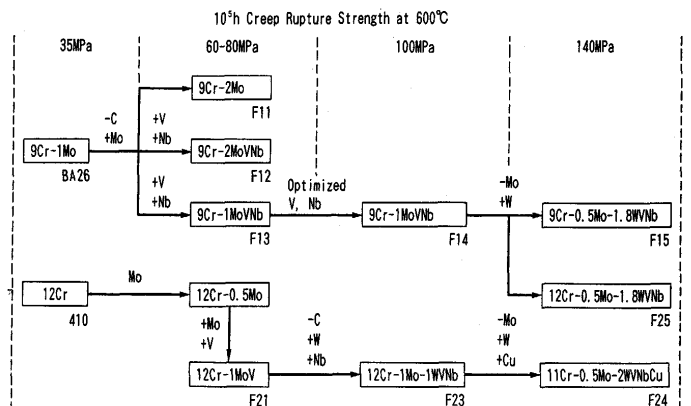 10⁵h Creep Rupture Strength at 600℃
35MPa 60-80MPa 100MPa 140MPa
9Cr-2Mo
F11
-C +V
+Mo +Nb
9Cr-1Mo 9Cr-2MoVNb
BA26 F12
+V
+Nb
Optimized
V, Nb
-Mo
+W
9Cr-1MoVNb 9Cr-1MoVNb 9Cr-0.5Mo-1.8WVNb
F13 F14 F15
Mo
12Cr 12Cr-0.5Mo 12Cr-0.5Mo-1.8WVNb
410 F25
+Mo
+V
-C
+W
+Nb
-Mo
+W
+Cu
12Cr-1MoV 12Cr-1Mo-1WVNb 11Cr-0.5Mo-2WVNbCu
F21 F23 F24